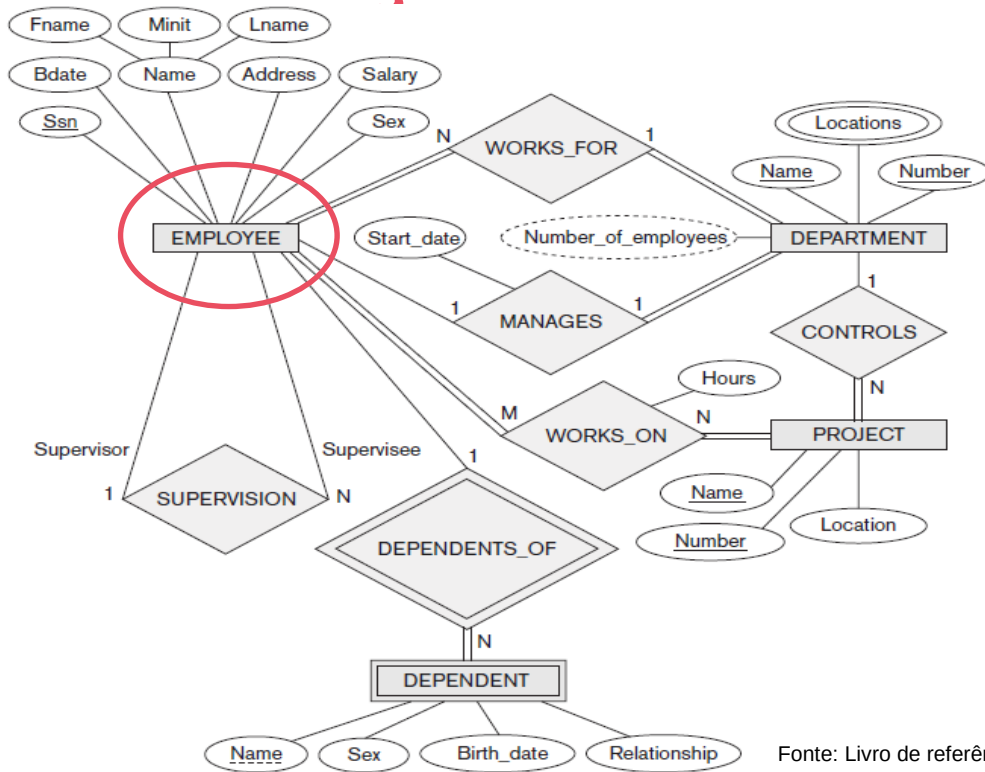 Fname Minit Lname
Bdate Name Address Salary
Ssn Sex
N WORKS_FOR 1
Locations
Name Number
EMPLOYEE
Start_date Number_of_employees DEPARTMENT
1 MANAGES 1
1
CONTROLS
N
Hours
M WORKS_ON N
PROJECT
Supervisor Supervisee 1
1 SUPERVISION N
Name
Number Location
DEPENDENTS_OF
N
DEPENDENT
Name Sex Birth_date Relationship
Fonte: Livro de referên